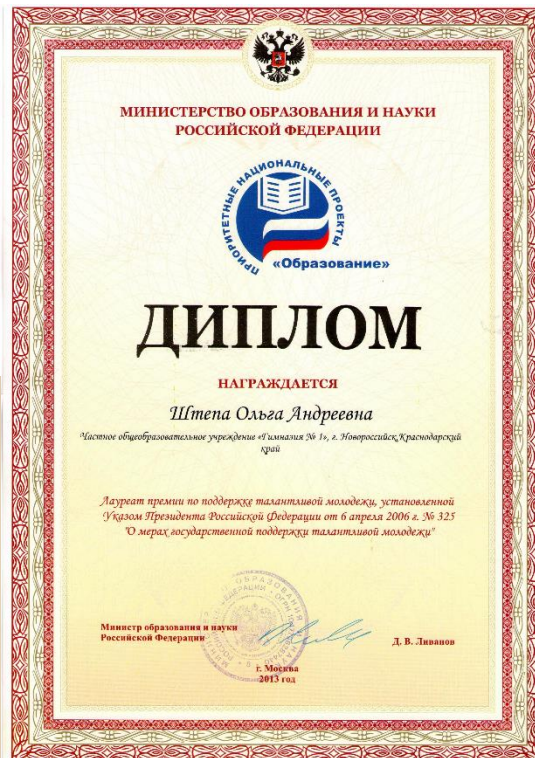 МИНИСТЕРСТВО ОБРАЗОВАНИЯ И НАУКИ
РОССИЙСКОЙ ФЕДЕРАЦИИ
ПРИОРИТЕТНЫЕ НАЦИОНАЛЬНЫЕ ПРОЕКТЫ
«Образование»
ДИПЛОМ
НАГРАЖДАЕТСЯ
Штепа Ольга Андреевна
Частное общеобразовательное учреждение «Гимназия № 1», г. Новороссийск, Краснодарский
край
Лауреат премии по поддержке талантливой молодежи, установленной
Указом Президента Российской Федерации от 6 апреля 2006 г. № 325
"О мерах государственной поддержки талантливой молодежи"
Министр образования и науки
Российской Федерации
Д. В. Ливанов
г. Москва
2013 год